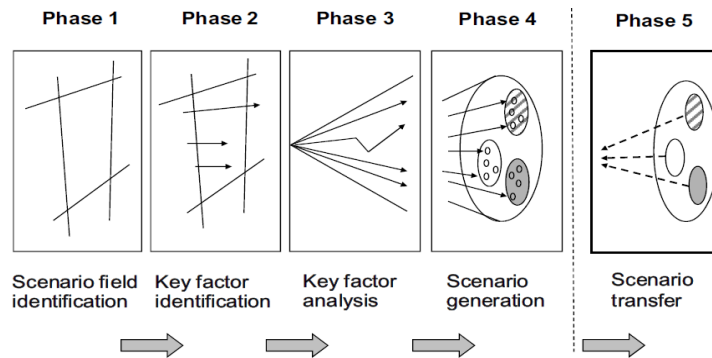 Phase 1
Phase 2
Phase 3
Phase 4
Phase 5
Scenario field
identification
Key factor
identification
Key factor
analysis
Scenario
generation
Scenario
transfer